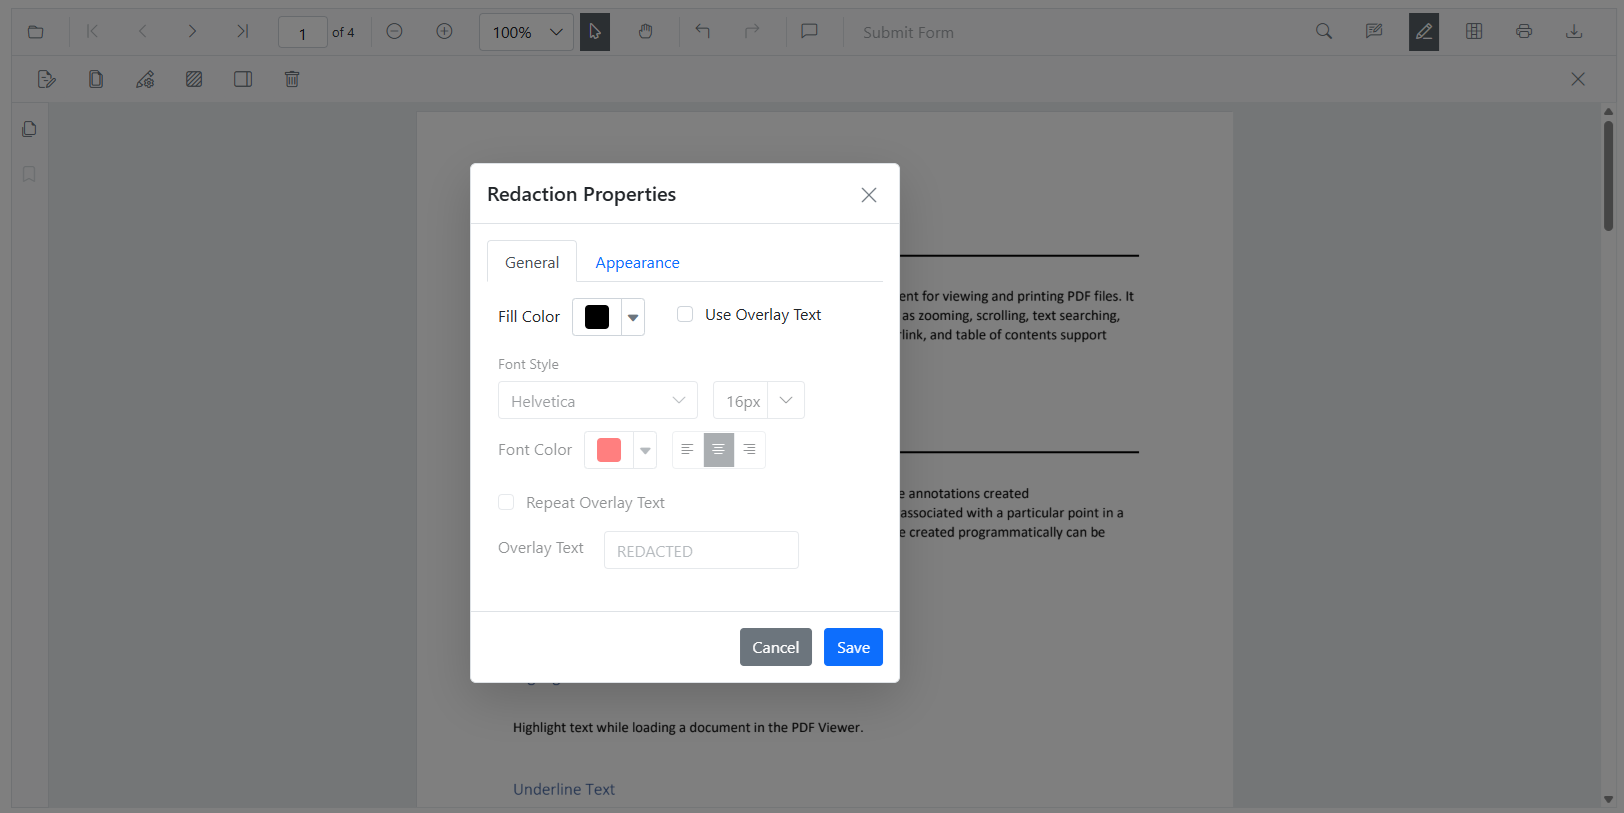 1 of 4 100% Submit Form
Redaction Properties
General Appearance
Fill Color Use Overlay Text
Font Style
Helvetica 16px
Font Color
Repeat Overlay Text
Overlay Text REDACTED
Cancel Save
ent for viewing and printing PDF files. It
as zooming, scrolling, text searching,
rlink, and table of contents support
e annotations created
associated with a particular point in a
e created programmatically can be
Highlight text while loading a document in the PDF Viewer.
Underline Text